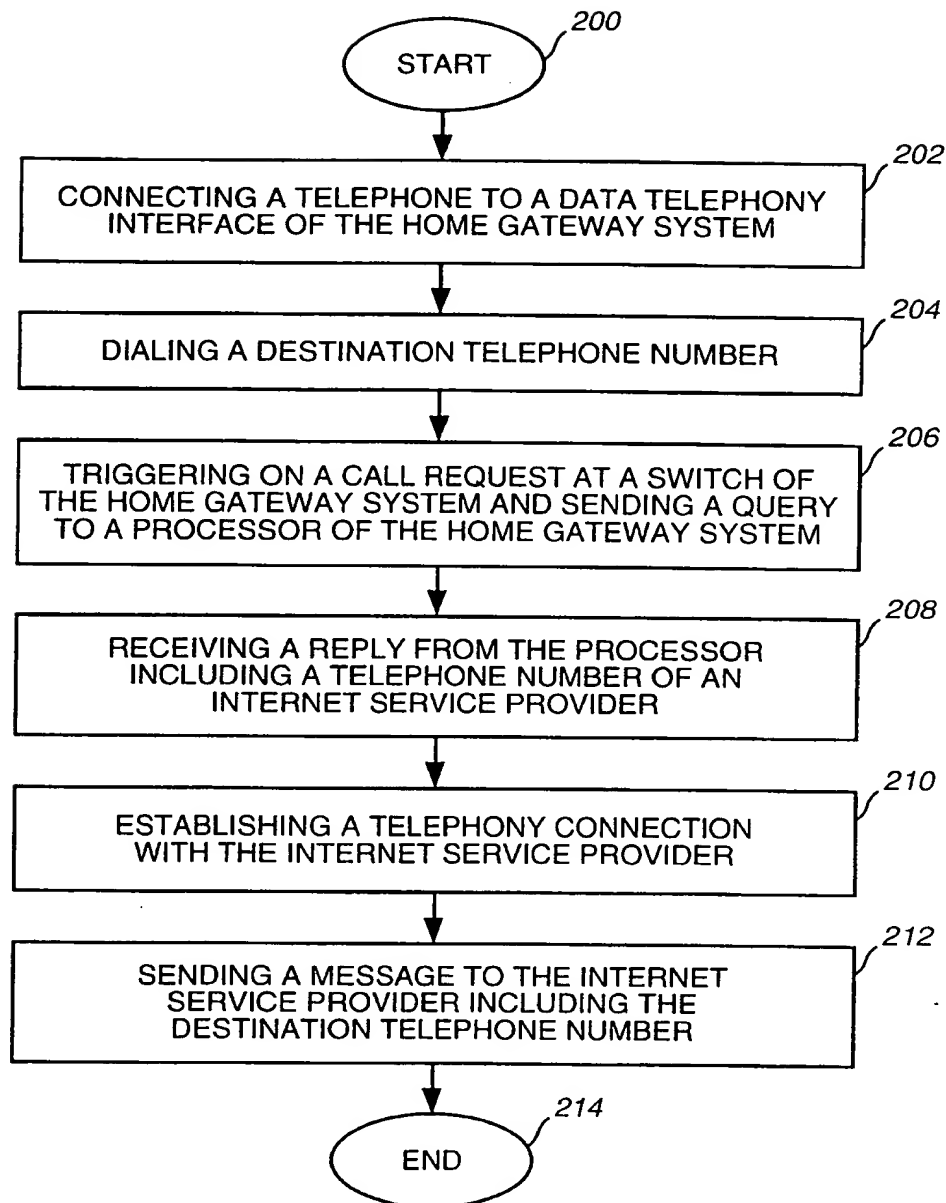 200
START
202
CONNECTING A TELEPHONE TO A DATA TELEPHONY
INTERFACE OF THE HOME GATEWAY SYSTEM
204
DIALING A DESTINATION TELEPHONE NUMBER
206
TRIGGERING ON A CALL REQUEST AT A SWITCH OF
THE HOME GATEWAY SYSTEM AND SENDING A QUERY
TO A PROCESSOR OF THE HOME GATEWAY SYSTEM
208
RECEIVING A REPLY FROM THE PROCESSOR
INCLUDING A TELEPHONE NUMBER OF AN
INTERNET SERVICE PROVIDER
210
ESTABLISHING A TELEPHONY CONNECTION
WITH THE INTERNET SERVICE PROVIDER
212
SENDING A MESSAGE TO THE INTERNET
SERVICE PROVIDER INCLUDING THE
DESTINATION TELEPHONE NUMBER
214
END